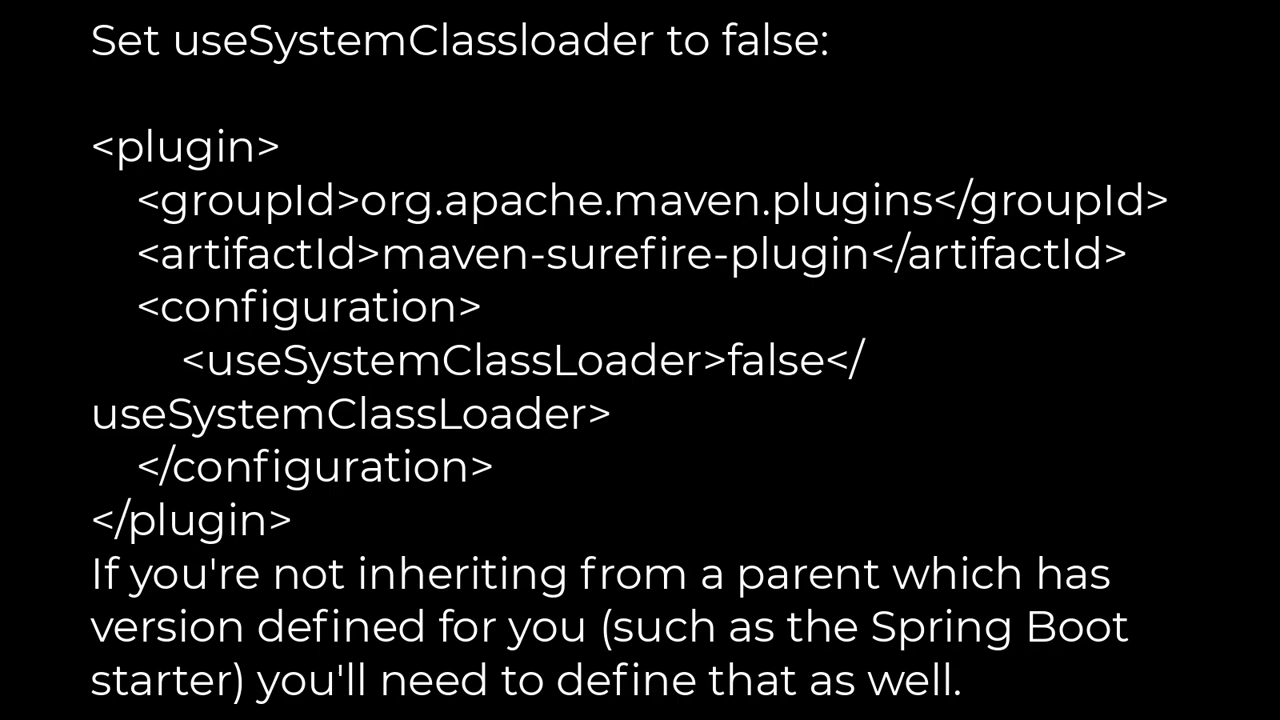 Set useSystemClassloader to false:
<plugin>
<groupId>org.apache.maven.plugins</groupId>
<artifactId>maven-surefire-plugin</artifactId>
<configuration>
<useSystemClassLoader>false</
useSystemClassLoader>
</configuration>
</plugin>
If you're not inheriting from a parent which has
version defined for you (such as the Spring Boot
starter) you'll need to define that as well.